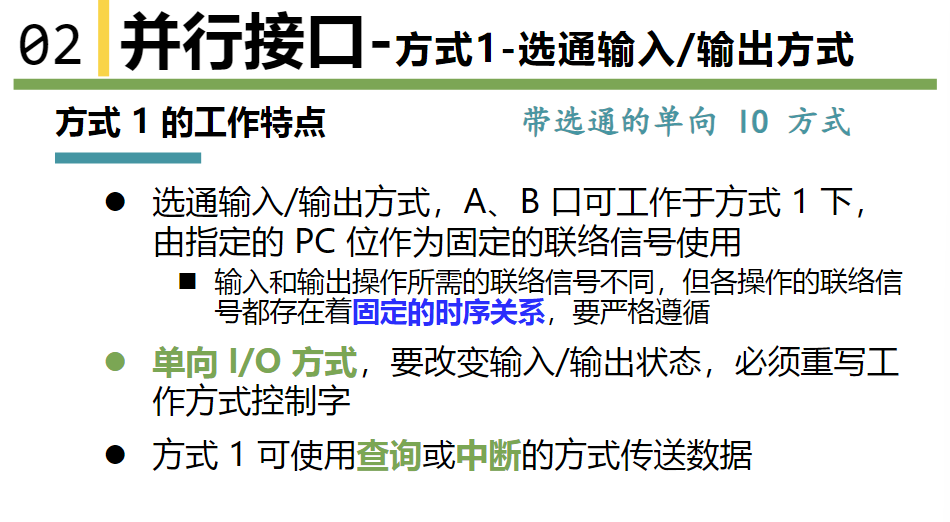 02 并行接口-方式1-选通输入/输出方式
方式 1 的工作特点
带选通的单向 IO 方式
● 选通输入/输出方式，A、B 口可工作于方式 1 下，
由指定的 PC 位作为固定的联络信号使用
■ 输入和输出操作所需的联络信号不同，但各操作的联络信
号都存在着固定的时序关系，要严格遵循
● 单向 I/O 方式，要改变输入/输出状态，必须重写工
作方式控制字
● 方式 1 可使用查询或中断的方式传送数据